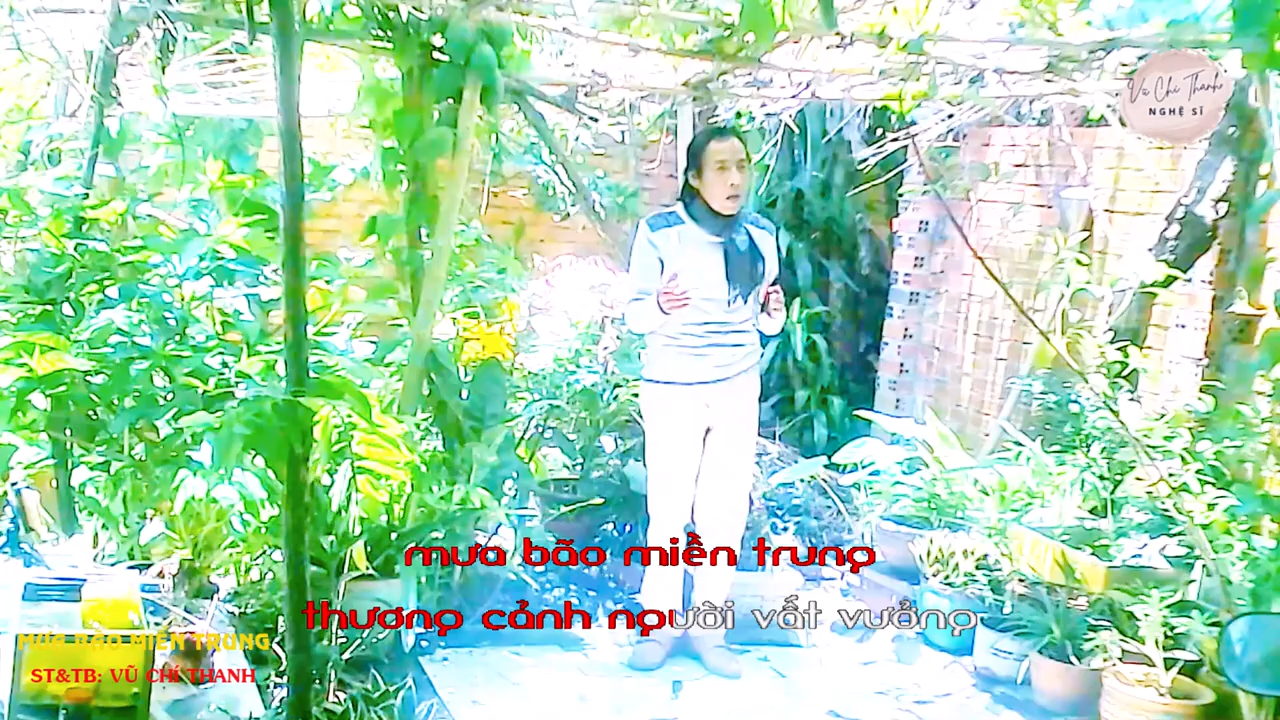 Vũ Chí Thanh
NGHỆ SĨ
mưa bão miền trung
thương cảnh người vất vưởng
MƯA BÃO MIỀN TRUNG
ST&TB: VŨ CHÍ THANH